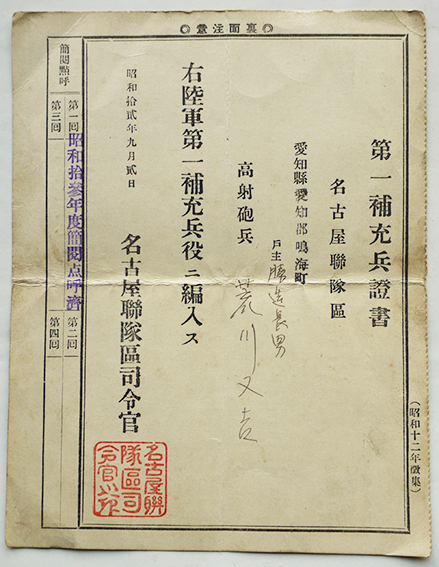 ◎裏面注意◎
第一補充兵證書
名古屋聯隊區
愛知縣愛知郡鳴海町
戸主 長男
高射砲兵
荒川又吉
右陸軍第一補充兵役ニ編入ス
昭和拾貳年九月貳日
名古屋聯隊區司令官
名古屋聯
隊區司
令官之印
(昭和十二年徵集)
簡閱點呼
第一回
昭和拾參年度簡閱点呼濟
第二回
第三回
第四回